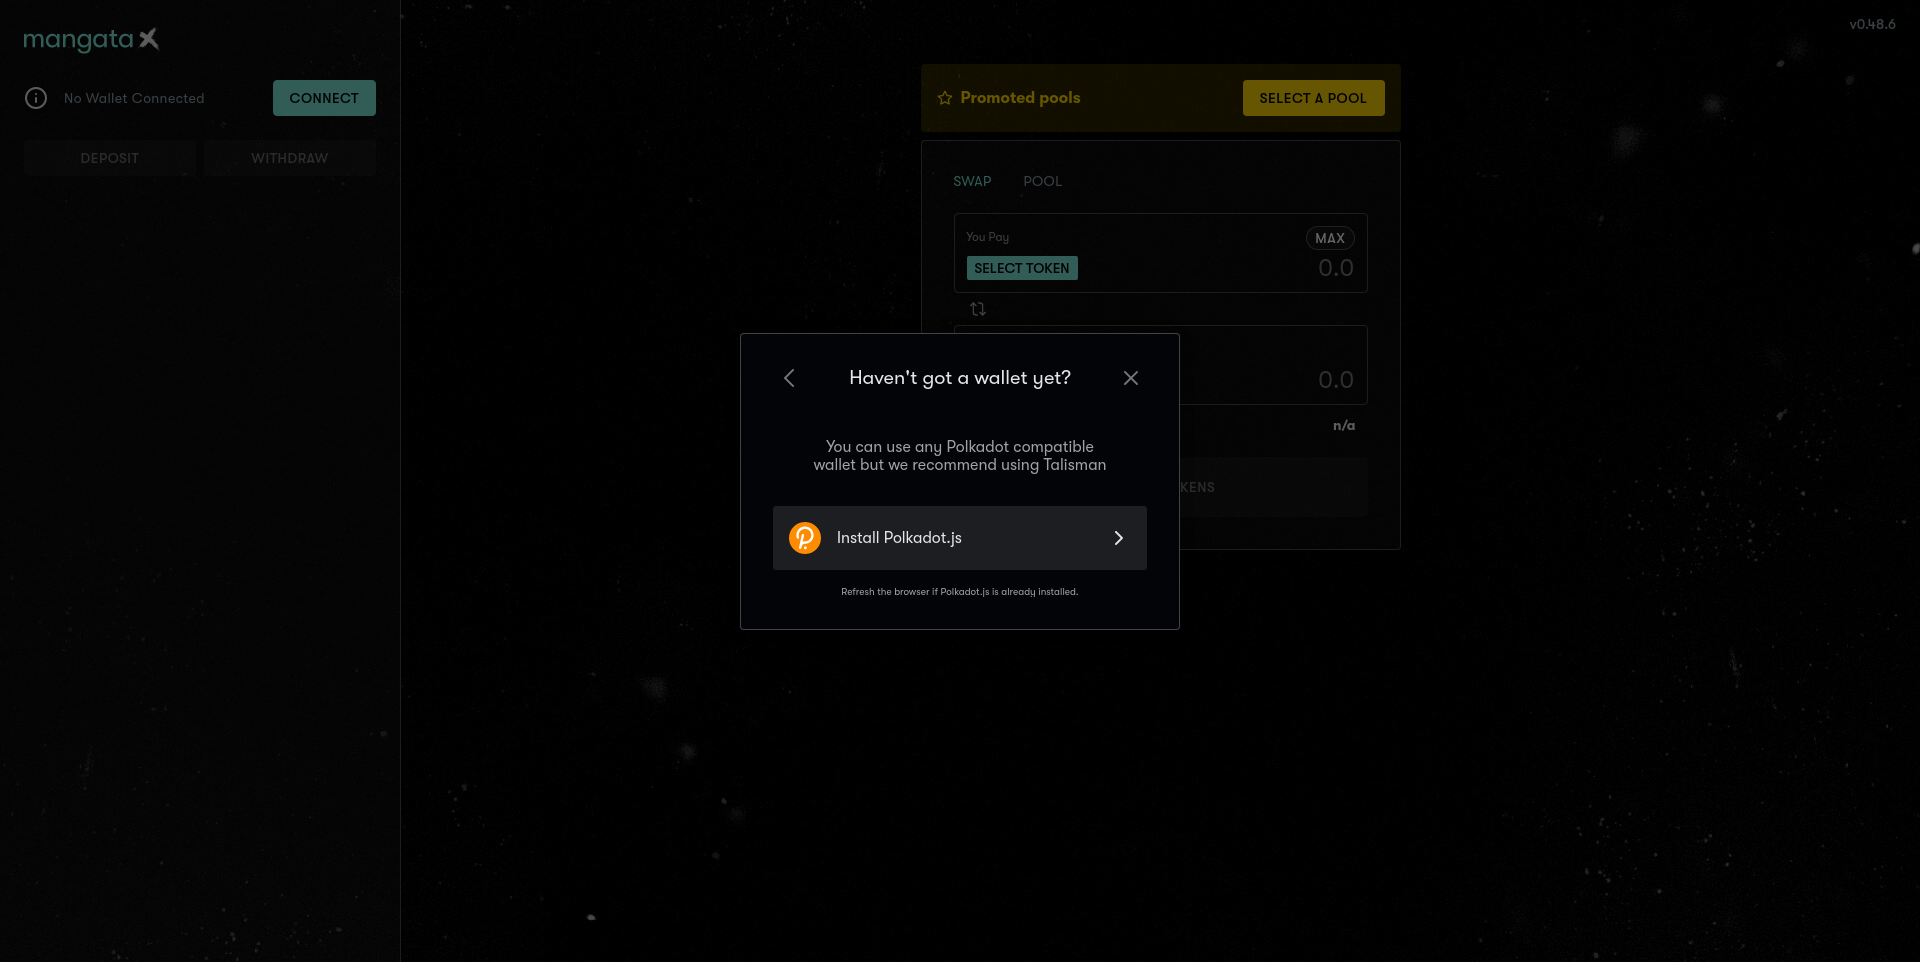 mangata X
v0.48.6
No Wallet Connected
CONNECT
DEPOSIT
WITHDRAW
Promoted pools
SELECT A POOL
SWAP
POOL
You Pay
MAX
SELECT TOKEN
0.0
0.0
n/a
KENS
Haven't got a wallet yet?
You can use any Polkadot compatible
wallet but we recommend using Talisman
Install Polkadot.js
Refresh the browser if Polkadot.js is already installed.